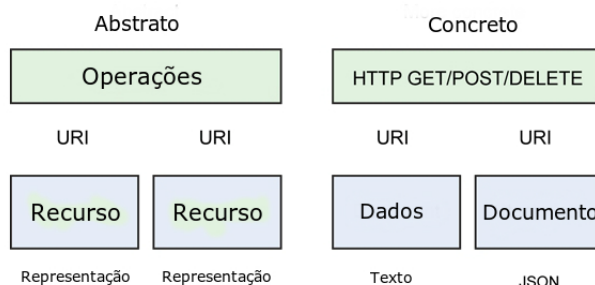 Abstrato
Concreto
Operações
HTTP GET/POST/DELETE
URI
URI
URI
URI
Recurso
Recurso
Dados
Documento
Representação
Representação
Texto
JSON